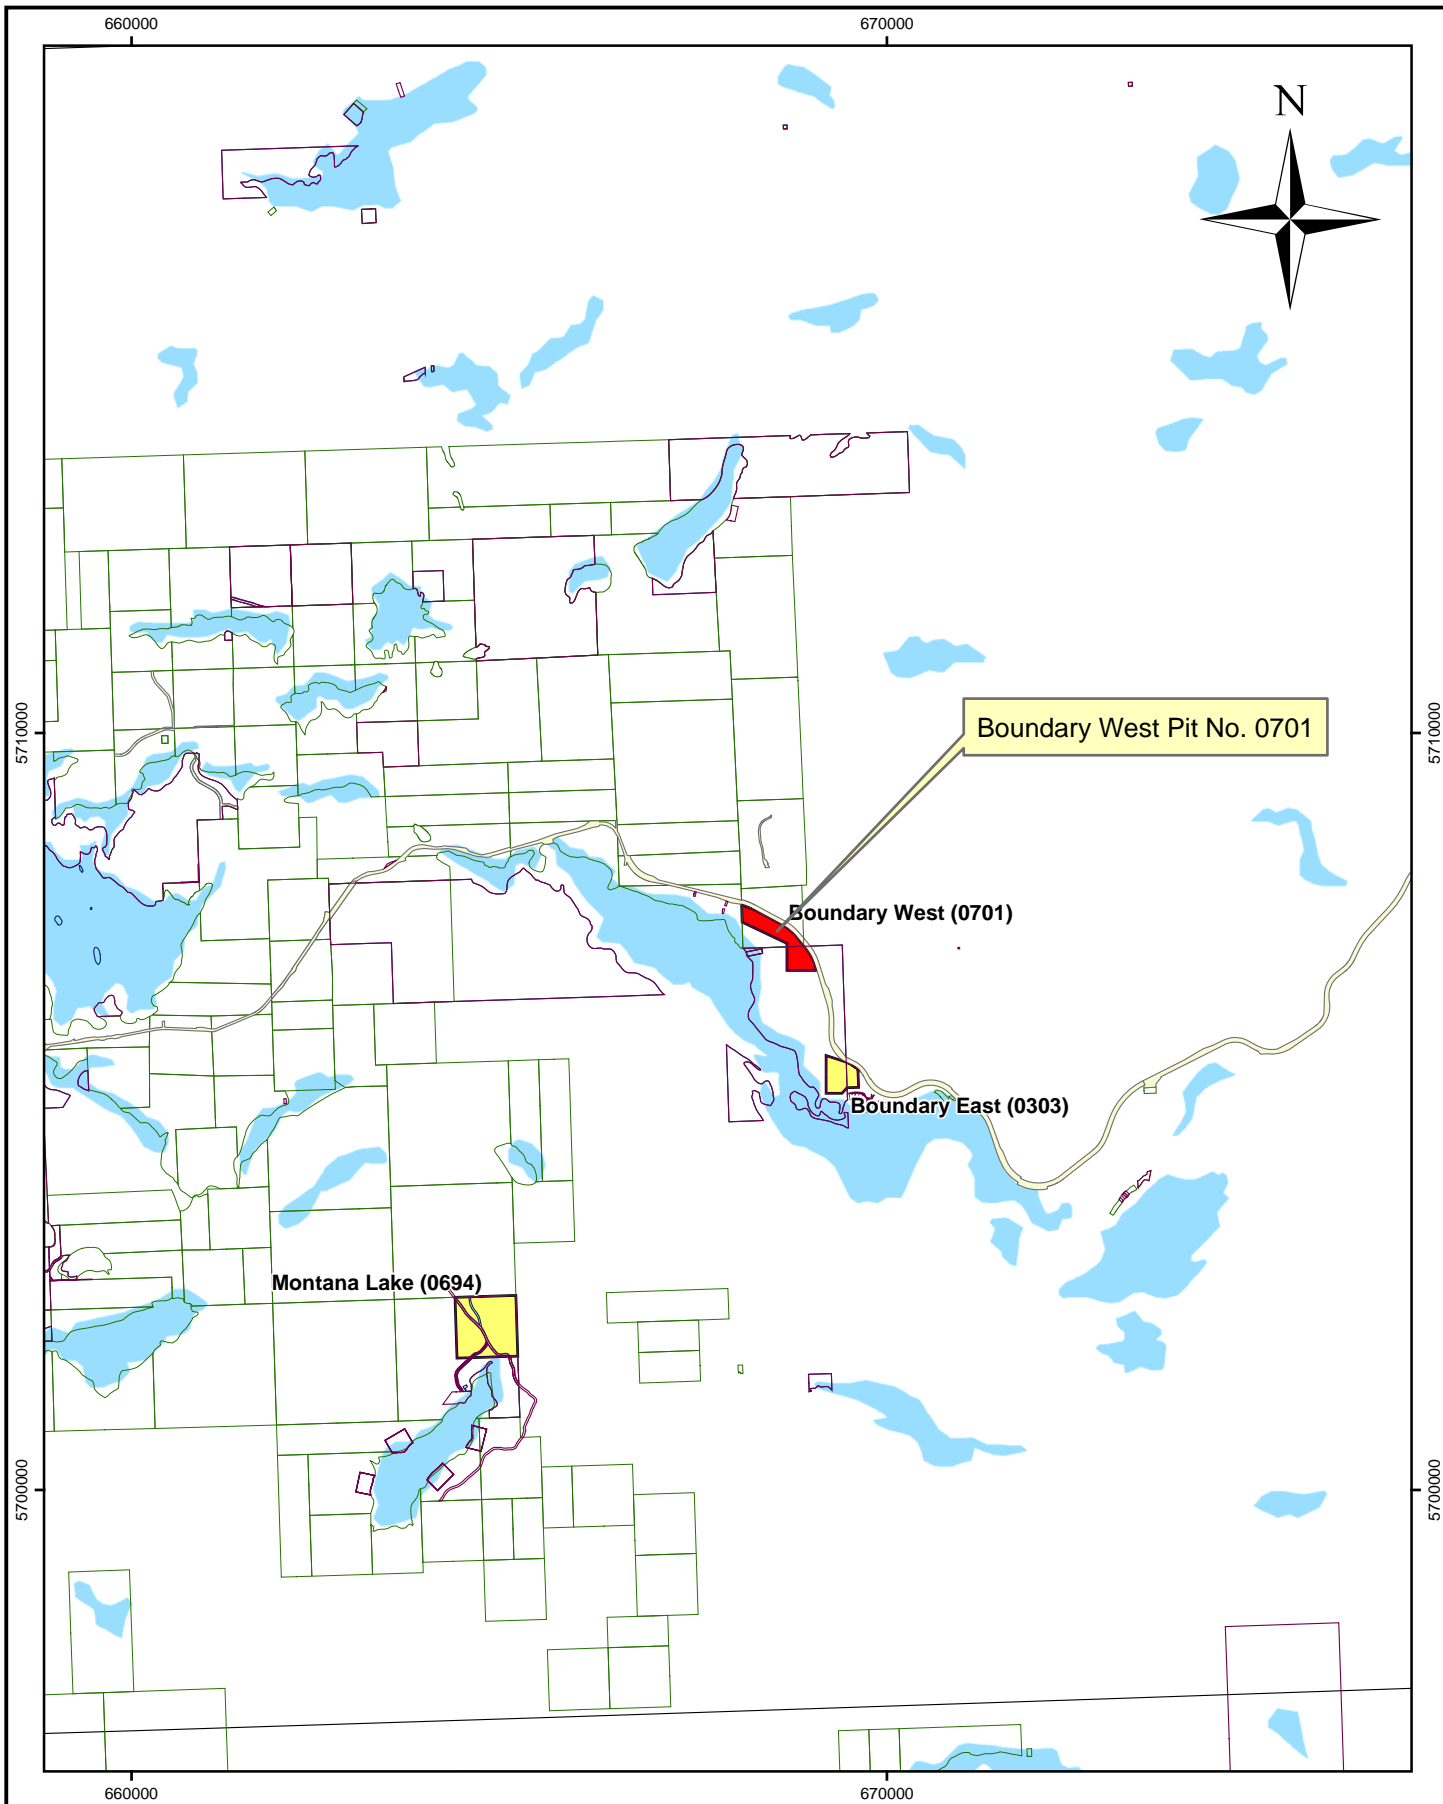 660000 670000
N
5710000 5710000
Boundary West Pit No. 0701
Boundary West (0701)
Boundary East (0303)
Montana Lake (0694)
5700000 5700000
660000 670000